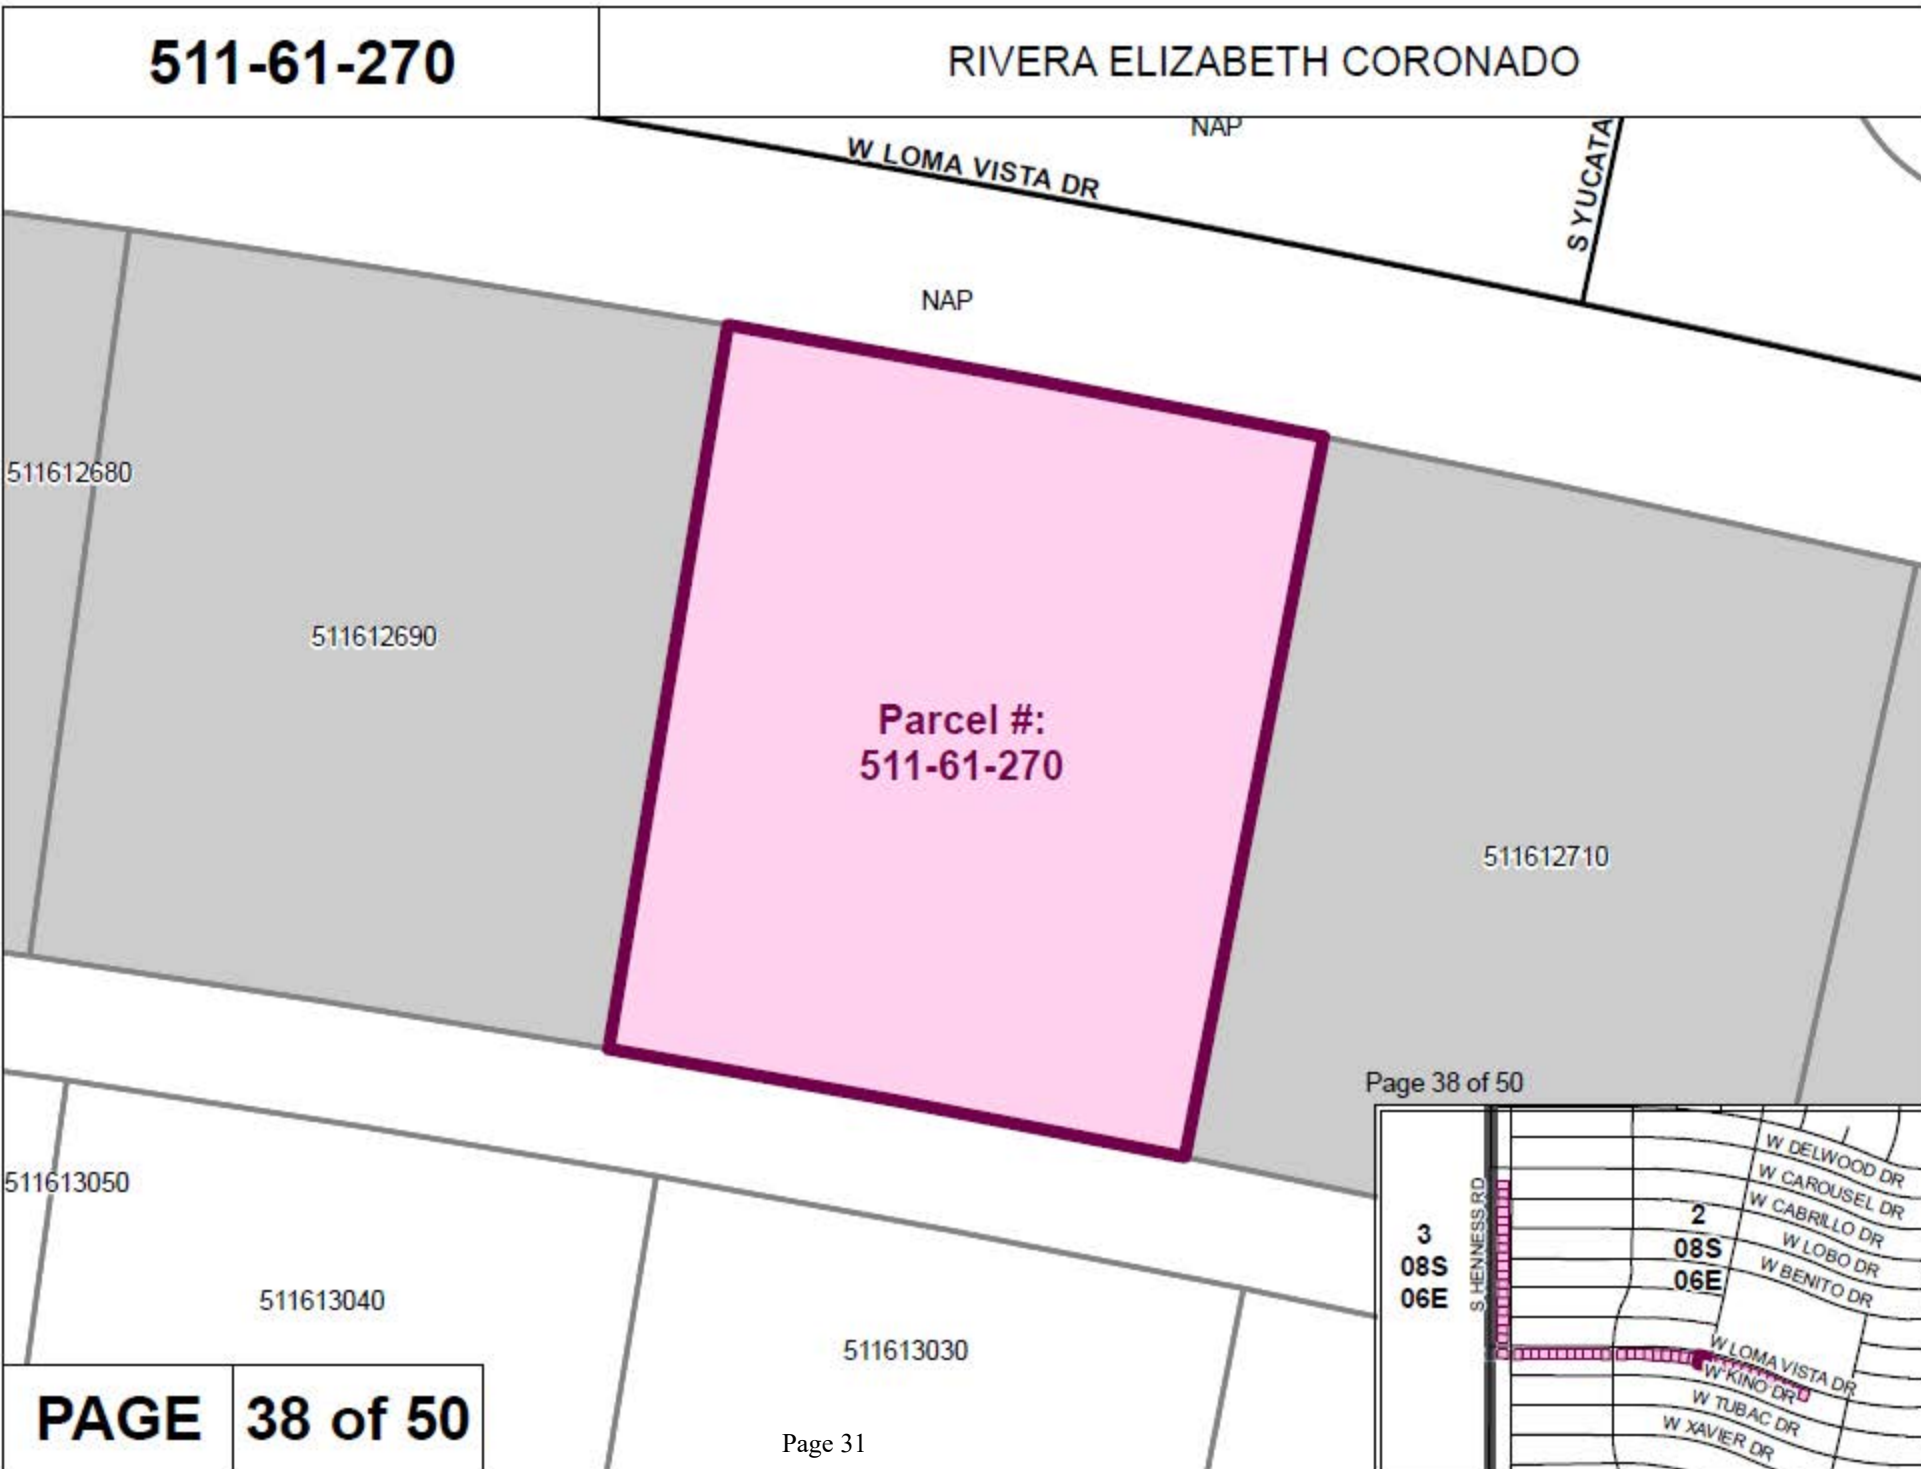 511-61-270
RIVERA ELIZABETH CORONADO
NAP
W LOMA VISTA DR
S YUCATA
NAP
511612680
511612690
Parcel #:
511-61-270
511612710
Page 38 of 50
511613050
511613040
511613030
3
08S
06E
S HENNESS RD
2
08S
06E
W DELWOOD DR
W CAROUSEL DR
W CABRILLO DR
W LOBO DR
W BENITO DR
W LOMA VISTA DR
W KINO DR
W TUBAC DR
W XAVIER DR
PAGE
38 of 50
Page 31